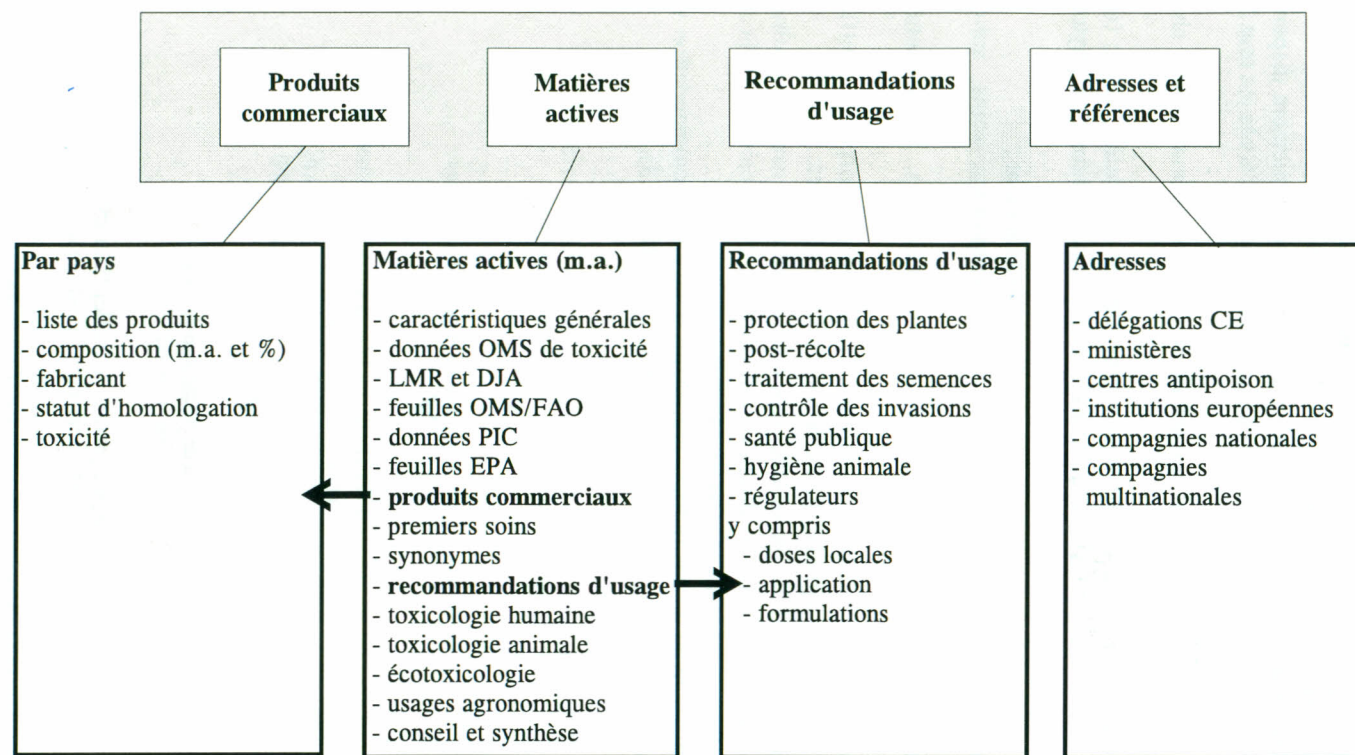 Produits
commerciaux
Matières
actives
Recommandations
d'usage
Adresses et
références
Par pays
- liste des produits
- composition (m.a. et %)
- fabricant
- statut d'homologation
- toxicité
Matières actives (m.a.)
- caractéristiques générales
- données OMS de toxicité
- LMR et DJA
- feuilles OMS/FAO
- données PIC
- feuilles EPA
- produits commerciaux
- premiers soins
- synonymes
- recommandations d'usage
- toxicologie humaine
- toxicologie animale
- écotoxicologie
- usages agronomiques
- conseil et synthèse
Recommandations d'usage
- protection des plantes
- post-récolte
- traitement des semences
- contrôle des invasions
- santé publique
- hygiène animale
- régulateurs
y compris
- doses locales
- application
- formulations
Adresses
- délégations CE
- ministères
- centres antipoison
- institutions européennes
- compagnies nationales
- compagnies
multinationales